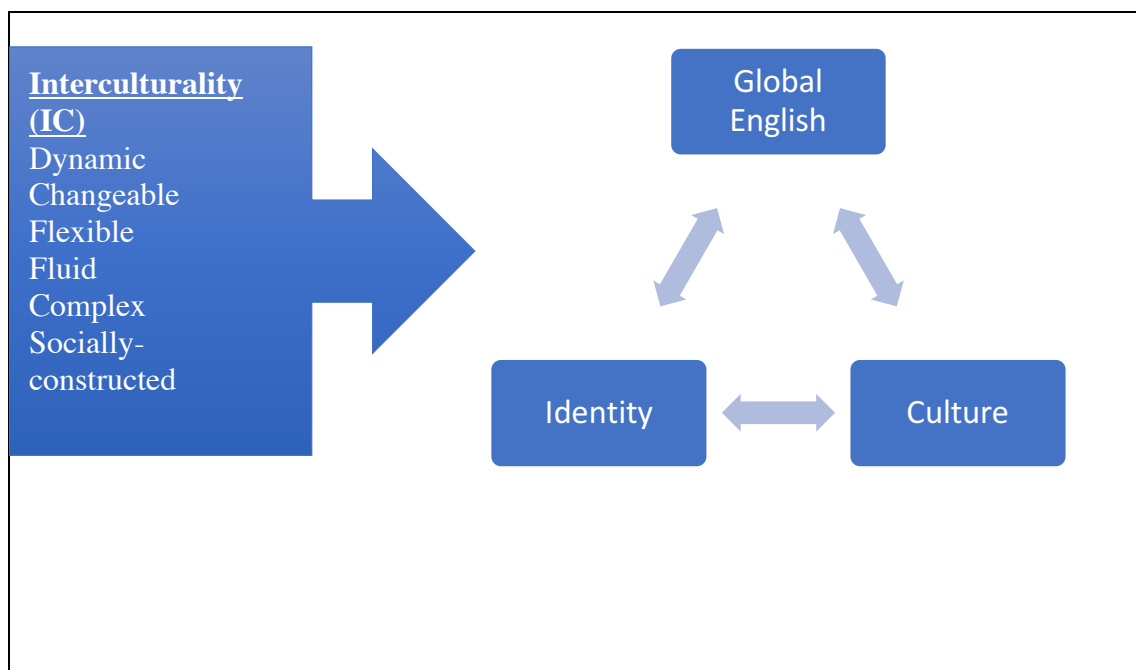 Interculturality
(IC)
Dynamic
Changeable
Flexible
Fluid
Complex
Socially-
constructed
Global
English
Identity
Culture